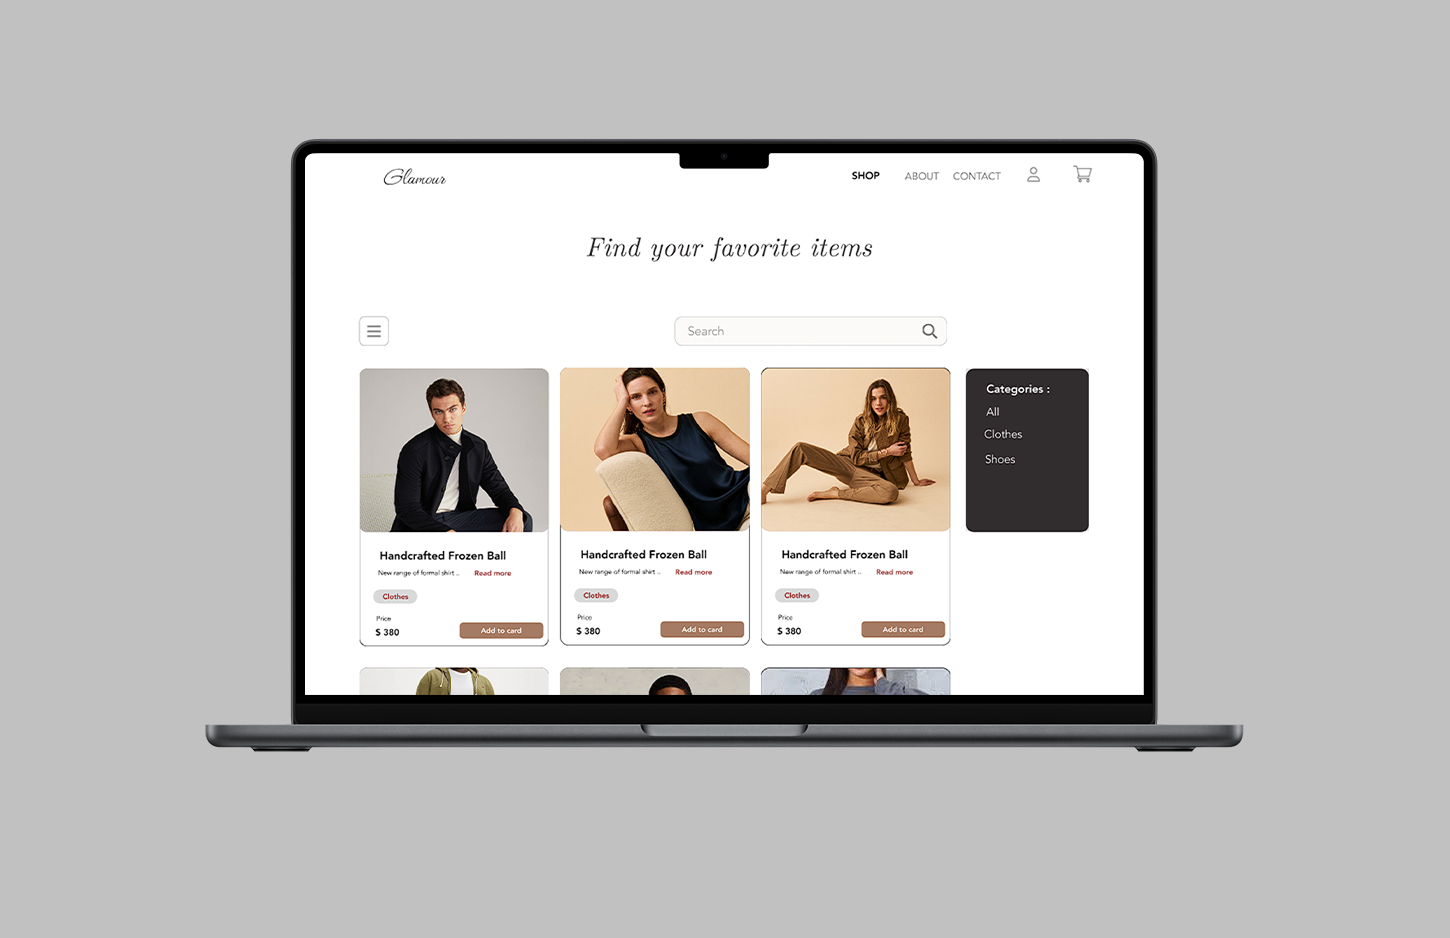 Glamour
SHOP ABOUT CONTACT
Find your favorite items
Search
Categories :
All
Clothes
Shoes
Handcrafted Frozen Ball
New range of formal shirt .. Read more
Clothes
Price
$ 380
Add to card
Handcrafted Frozen Ball
New range of formal shirt .. Read more
Clothes
Price
$ 380
Add to card
Handcrafted Frozen Ball
New range of formal shirt .. Read more
Clothes
Price
$ 380
Add to card